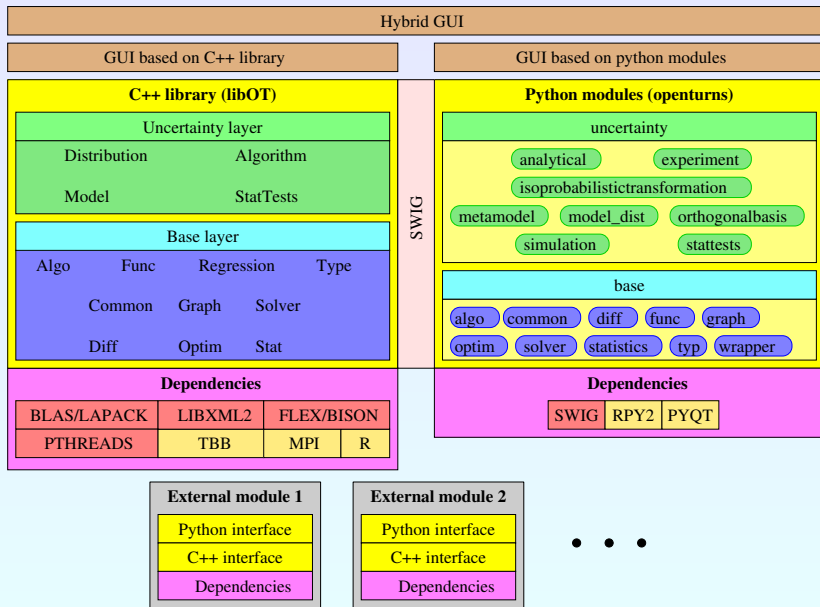 Hybrid GUI
GUI based on C++ library
GUI based on python modules
C++ library (libOT)
Uncertainty layer
Distribution Algorithm
Model StatTests
Base layer
Algo Func Regression Type
Common Graph Solver
Diff Optim Stat
Dependencies
BLAS/LAPACK LIBXML2 FLEX/BISON
PTHREADS TBB MPI R
SWIG
Python modules (openturns)
uncertainty
analytical experiment
isoprobabilistictransformation
metamodel model_dist orthogonalbasis
simulation stattests
base
algo common diff func graph
optim solver statistics typ wrapper
Dependencies
SWIG RPY2 PYQT
External module 1
Python interface
C++ interface
Dependencies
External module 2
Python interface
C++ interface
Dependencies
• • •